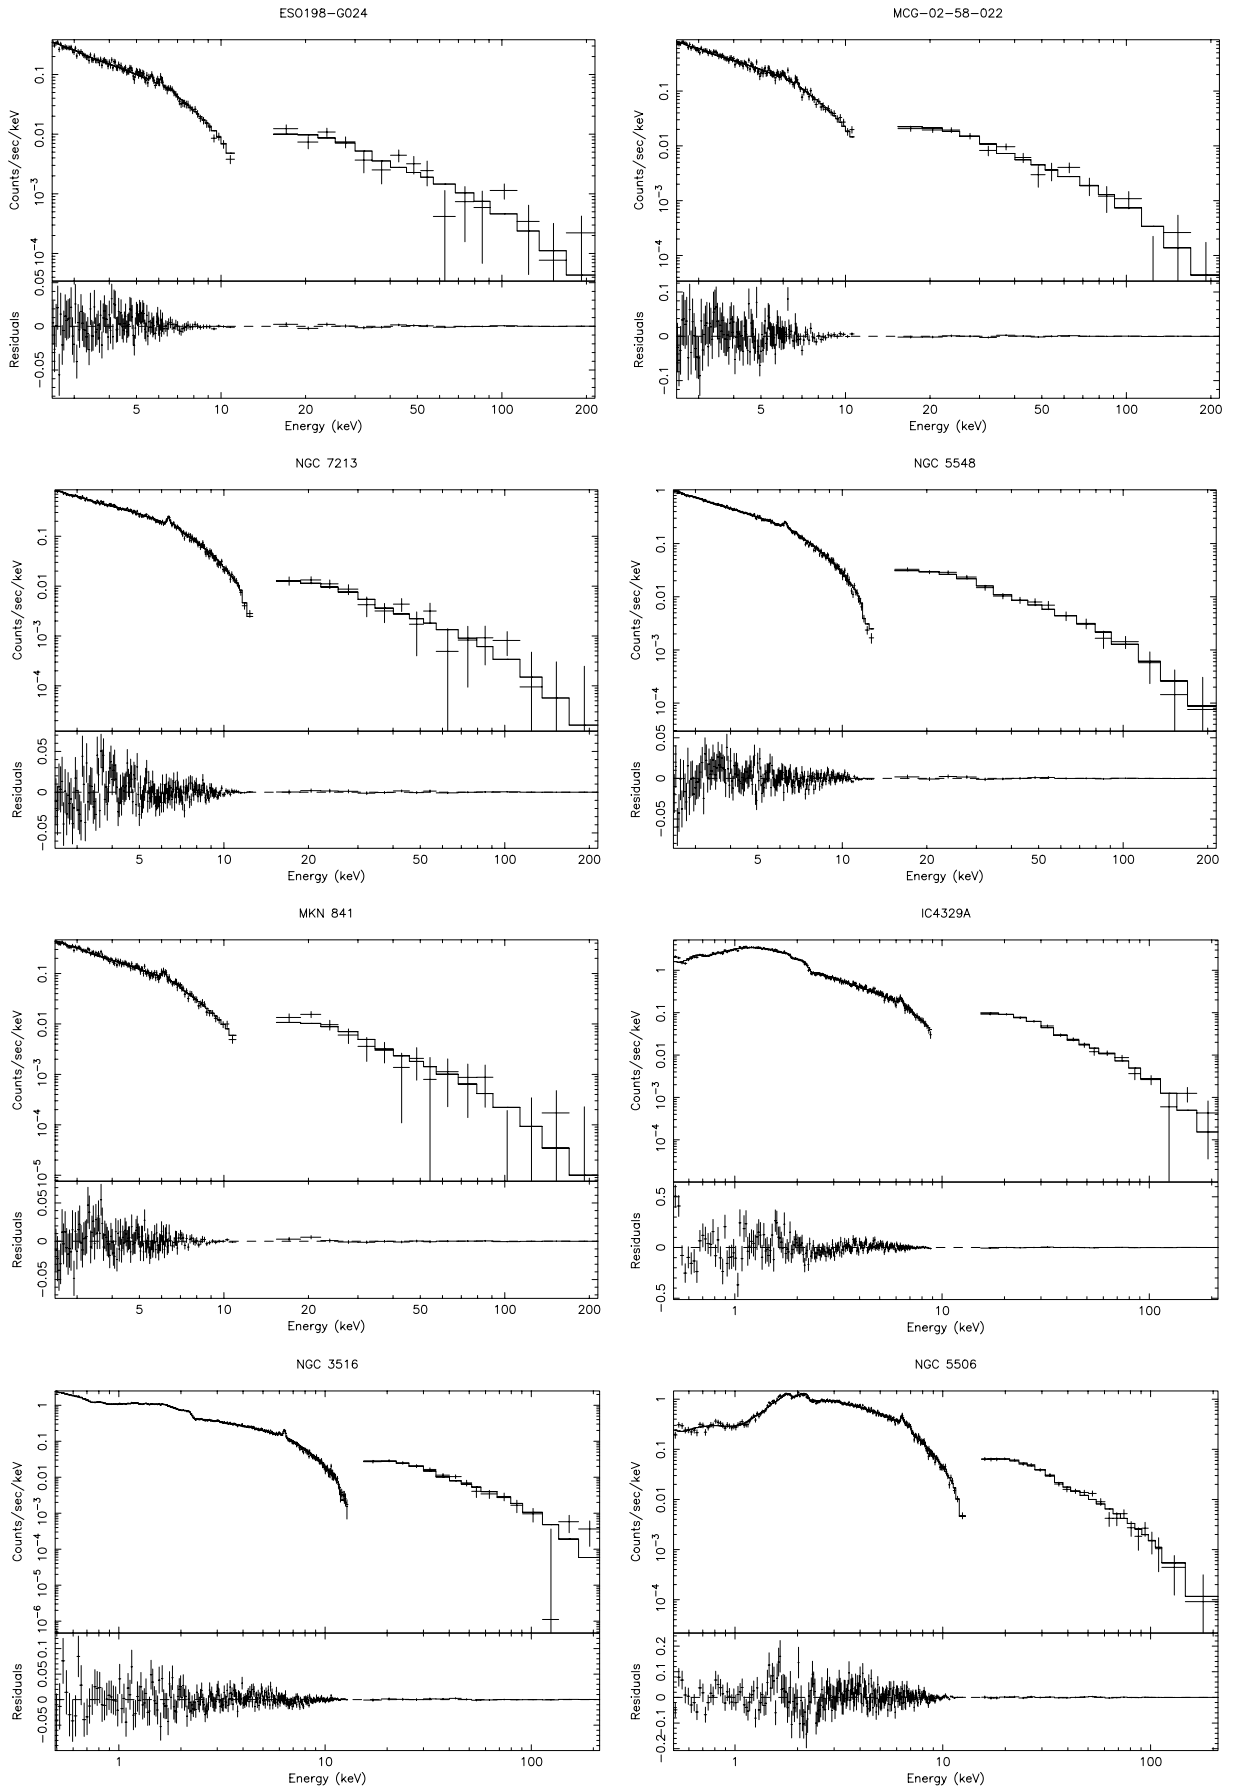 ESO198-G024
Counts/sec/keV
0.1
0.01
10⁻³
10⁻⁴
Residuals
0.05
0
−0.05
5 10 20 50 100 200
Energy (keV)
MCG-02-58-022
Counts/sec/keV
0.1
0.01
10⁻³
10⁻⁴
Residuals
0.1
0
−0.1
5 10 20 50 100 200
Energy (keV)
NGC 7213
Counts/sec/keV
0.1
0.01
10⁻³
10⁻⁴
Residuals
0.05
0
−0.05
5 10 20 50 100 200
Energy (keV)
NGC 5548
Counts/sec/keV
1
0.1
0.01
10⁻³
10⁻⁴
10⁻⁵
Residuals
0.05
0
−0.05
5 10 20 50 100 200
Energy (keV)
MKN 841
Counts/sec/keV
0.1
0.01
10⁻³
10⁻⁴
10⁻⁵
Residuals
0.05
0
−0.05
5 10 20 50 100 200
Energy (keV)
IC4329A
Counts/sec/keV
1
0.1
0.01
10⁻³
10⁻⁴
Residuals
0.5
0
−0.5
1 10 100
Energy (keV)
NGC 3516
Counts/sec/keV
1
0.1
0.01
10⁻³
10⁻⁴
10⁻⁵
10⁻⁶
Residuals
0.1
0.05
0
−0.05
1 10 100
Energy (keV)
NGC 5506
Counts/sec/keV
1
0.1
0.01
10⁻³
10⁻⁴
Residuals
0.2
0.1
0
−0.1
−0.2
1 10 100
Energy (keV)